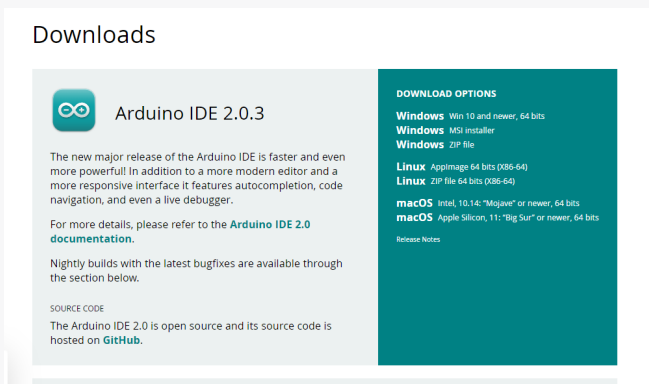 Downloads
Arduino IDE 2.0.3
The new major release of the Arduino IDE is faster and even
more powerful! In addition to a more modern editor and a
more responsive interface it features autocompletion, code
navigation, and even a live debugger.
For more details, please refer to the Arduino IDE 2.0
documentation.
Nightly builds with the latest bugfixes are available through
the section below.
SOURCE CODE
The Arduino IDE 2.0 is open source and its source code is
hosted on GitHub.
DOWNLOAD OPTIONS
Windows Win 10 and newer, 64 bits
Windows MSI installer
Windows ZIP file
Linux AppImage 64 bits (X86-64)
Linux ZIP file 64 bits (X86-64)
macOS Intel, 10.14: "Mojave" or newer, 64 bits
macOS Apple Silicon, 11: "Big Sur" or newer, 64 bits
Release Notes